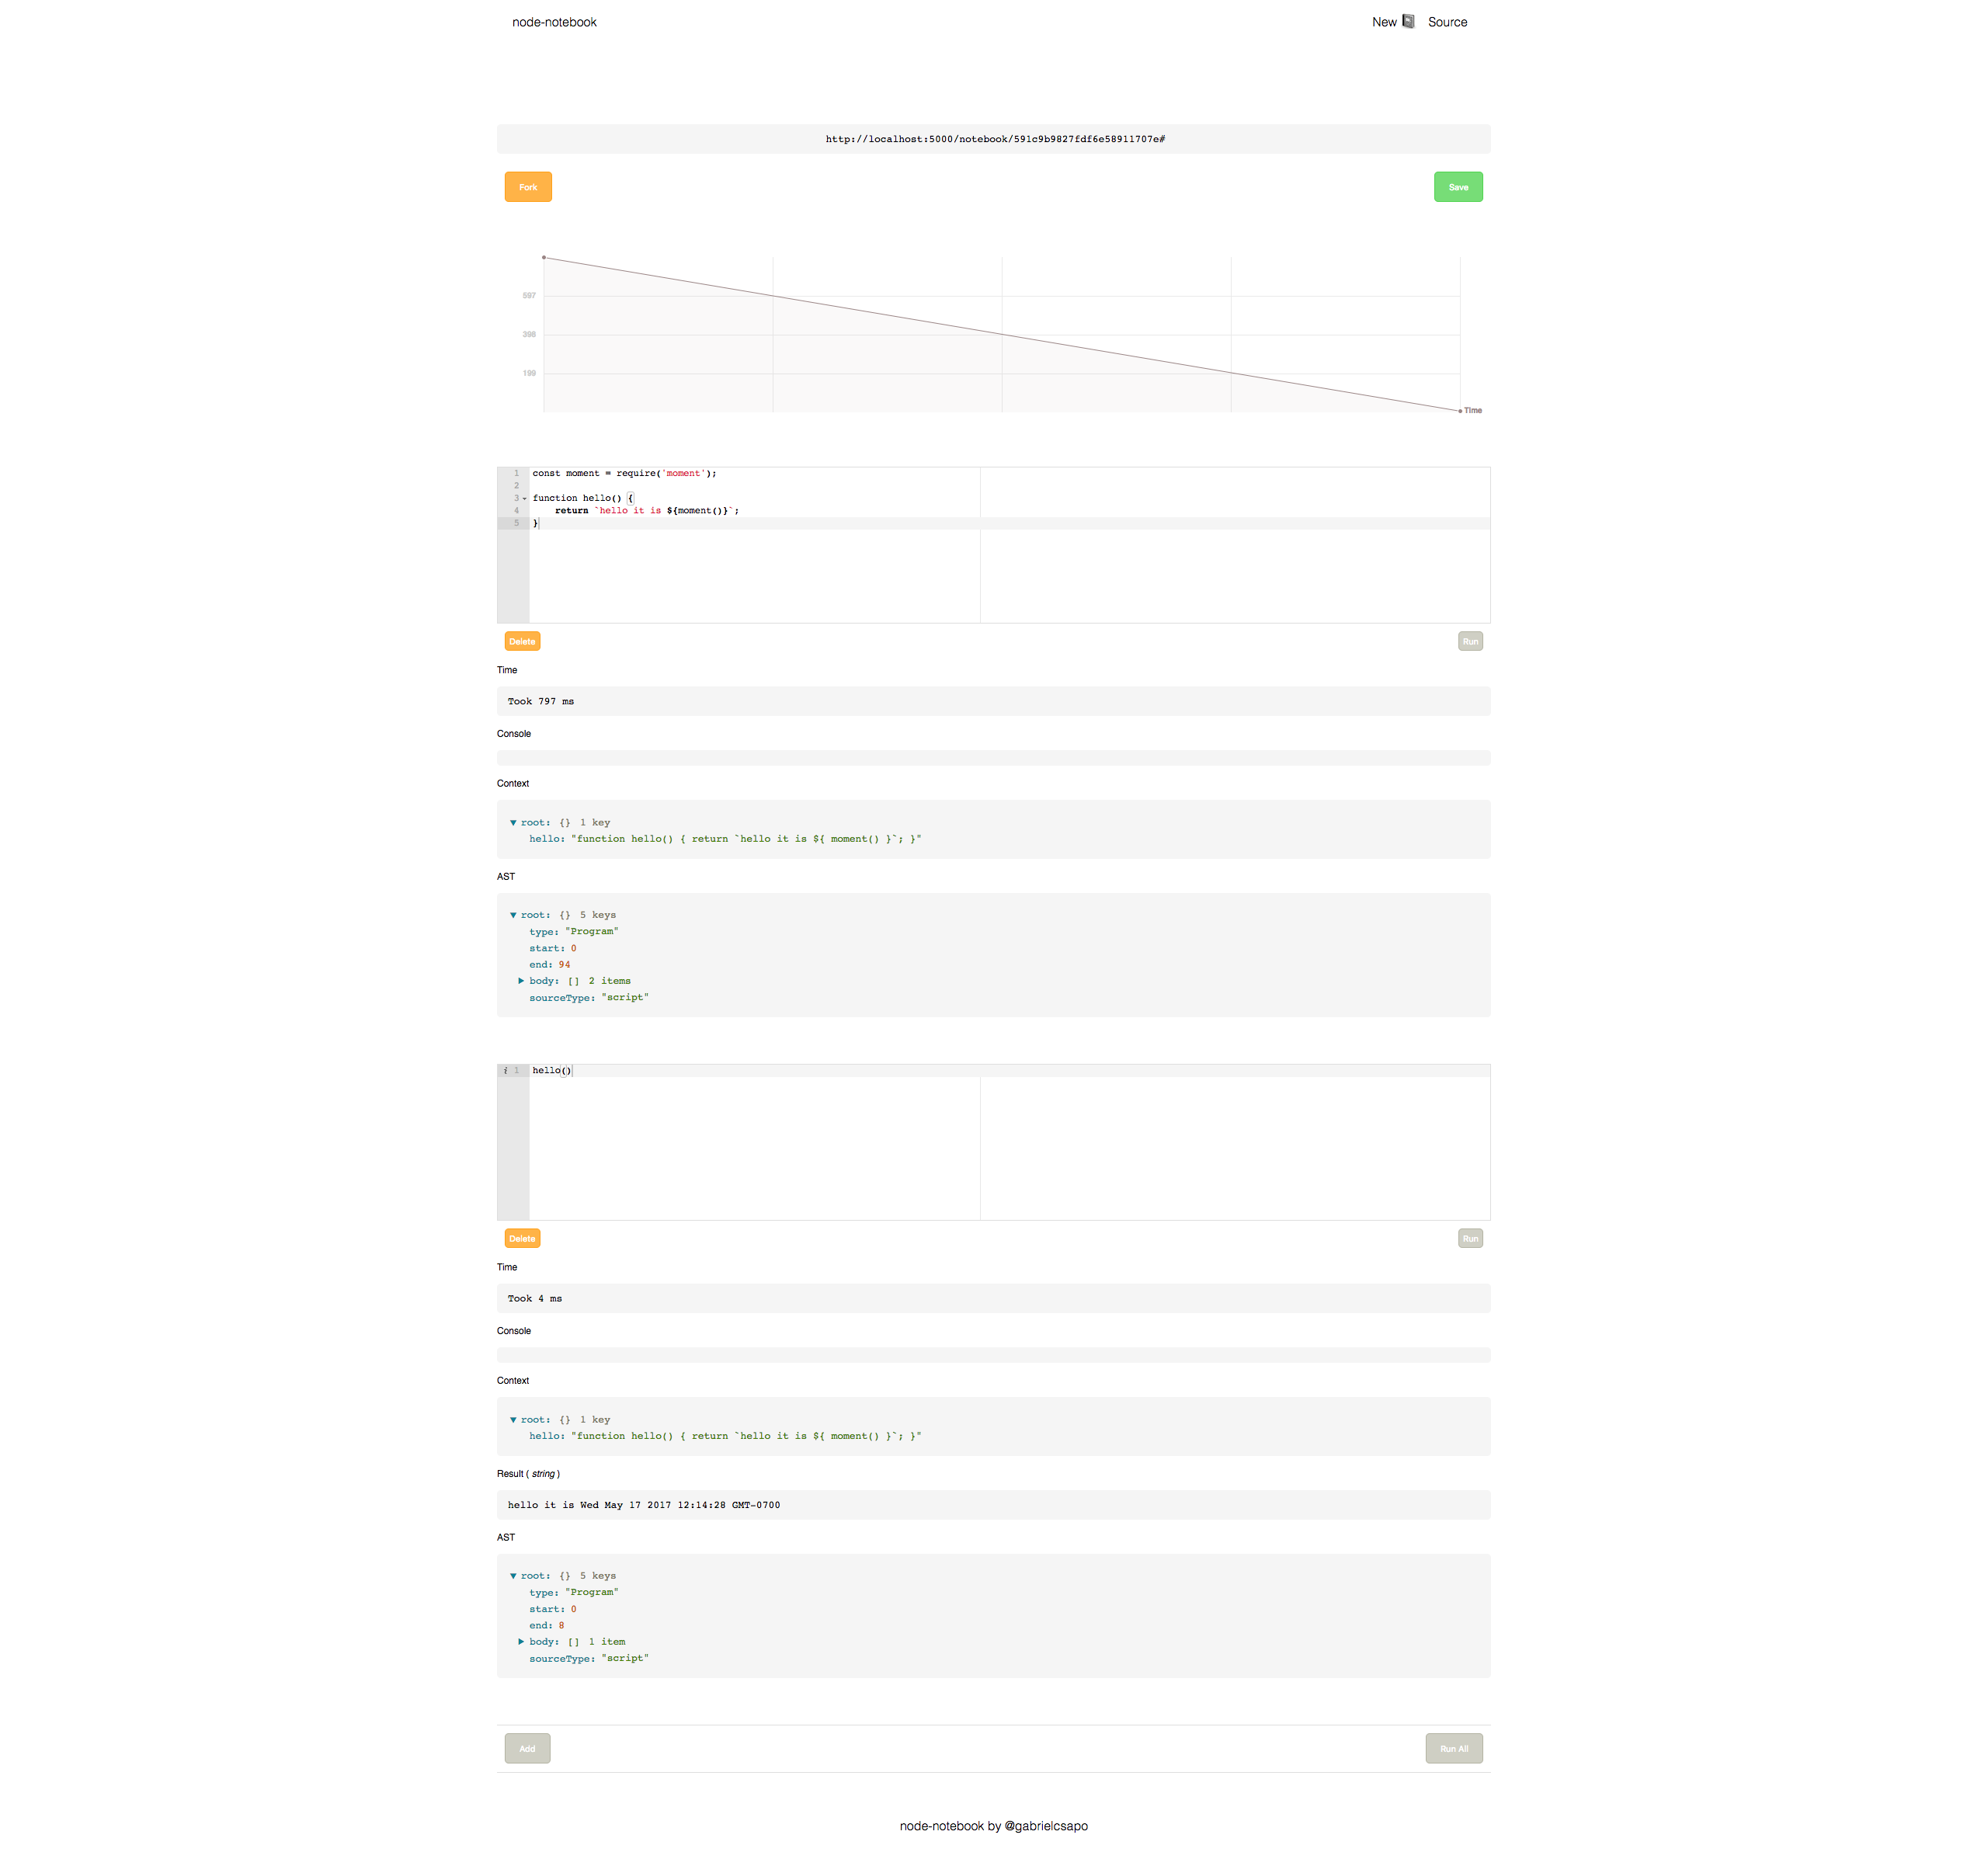 node-notebook
New Source
http://localhost:5000/notebook/591c9b9827fdf6e58911707e#
Fork
Save
597
398
199
Time
1 const moment = require('moment');
2
3 function hello() {
4     return `hello it is ${moment()}`;
5 }
Delete
Run
Time
Took 797 ms
Console
Context
root: {} 1 key
hello: "function hello() { return `hello it is ${ moment() }`; }"
AST
root: {} 5 keys
type: "Program"
start: 0
end: 94
body: [] 2 items
sourceType: "script"
i 1 hello()
Delete
Run
Time
Took 4 ms
Console
Context
root: {} 1 key
hello: "function hello() { return `hello it is ${ moment() }`; }"
Result ( string )
hello it is Wed May 17 2017 12:14:28 GMT-0700
AST
root: {} 5 keys
type: "Program"
start: 0
end: 8
body: [] 1 item
sourceType: "script"
Add
Run All
node-notebook by @gabrielcsapo